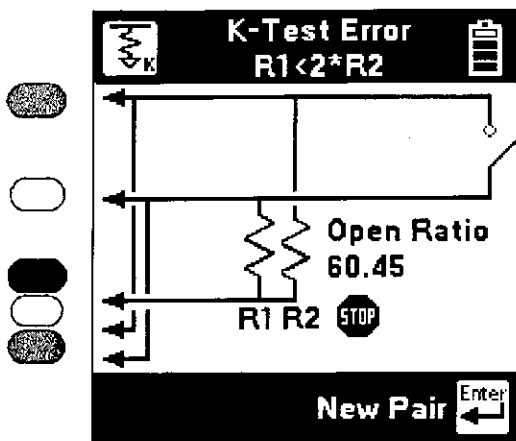 K
K-Test Error
R1<2*R2
Open Ratio
60.45
R1 R2 STOP
New Pair Enter